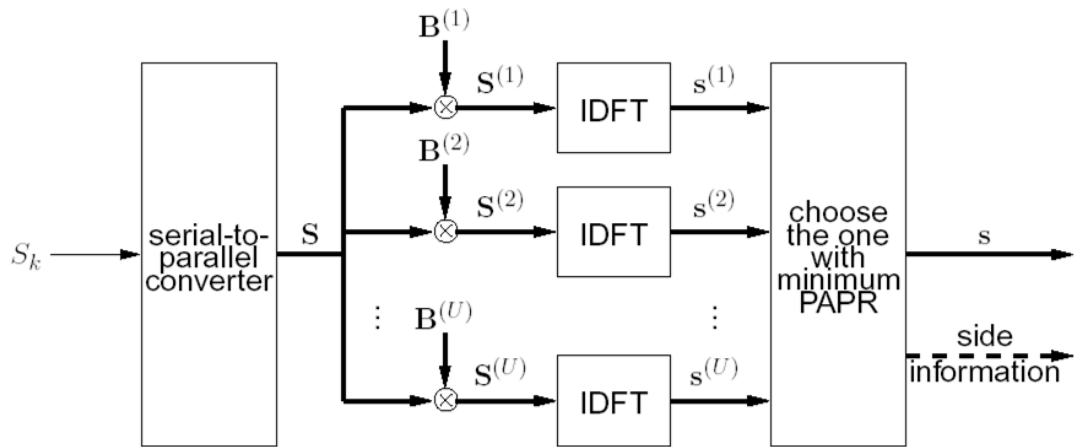 B^(1)
S^(1)
IDFT
s^(1)
B^(2)
S^(2)
IDFT
s^(2)
S_k
serial-to-
parallel
converter
S
choose
the one
with
minimum
PAPR
s
⋮
B^(U)
⋮
S^(U)
IDFT
s^(U)
side
information